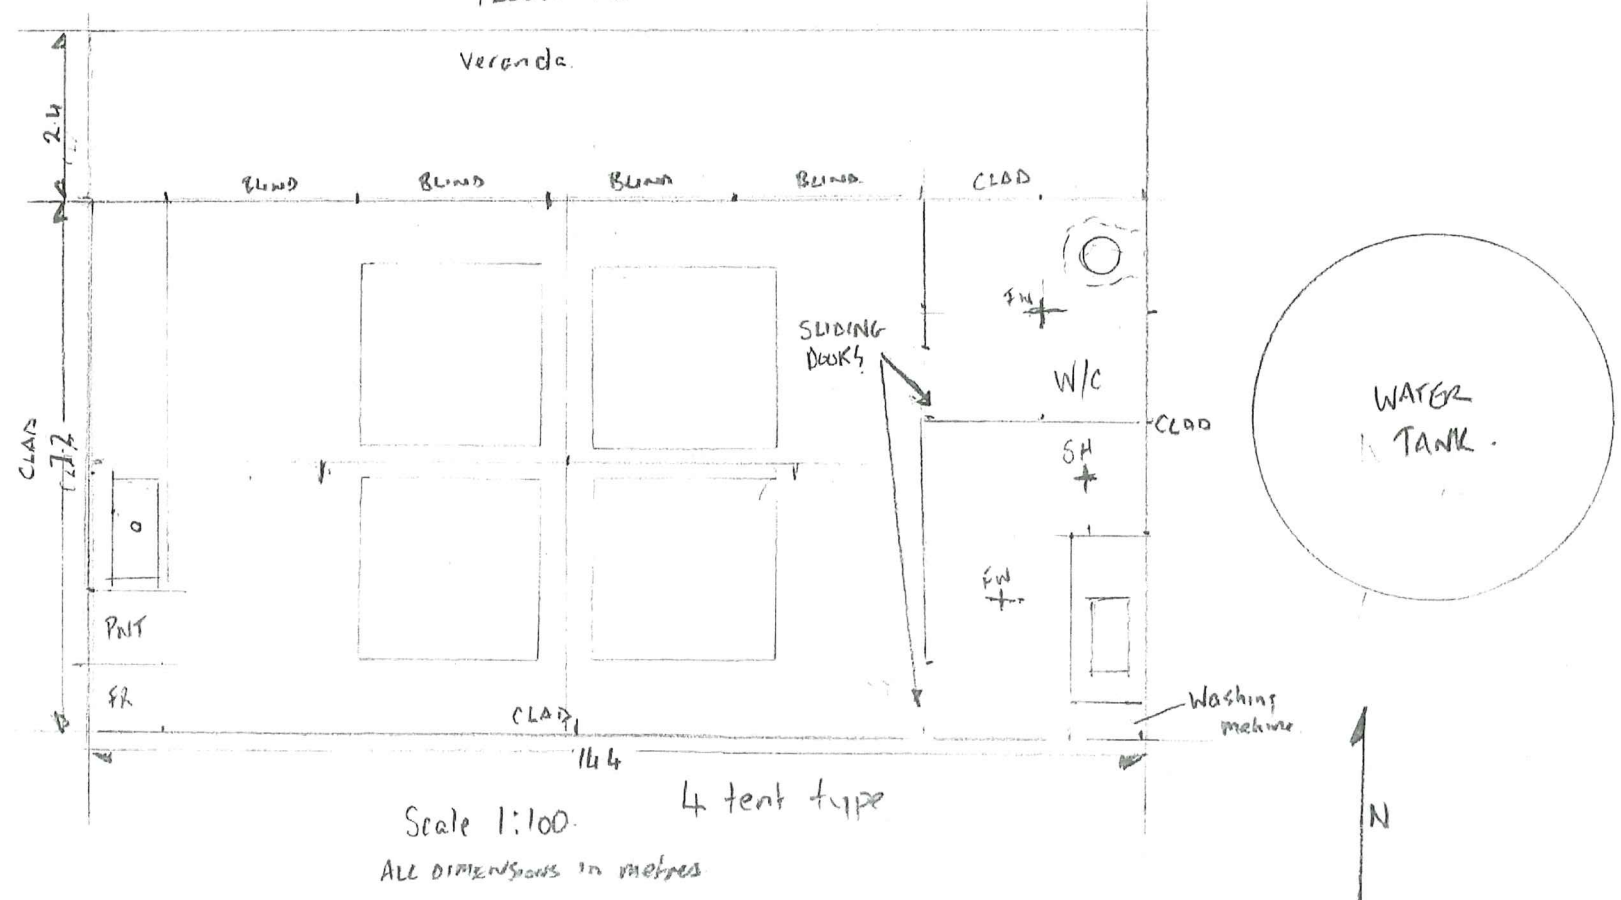 Veranda.
2.4
BLIND
BLIND
BLIND
BLIND
CLAD
FW
SLIDING
DOORS
W/C
CLAD
WATER
TANK.
CLAD
7.2
SH
FW
PNT
FR
CLAD
Washing
14.4
4 tent type
Scale 1:100.
N
ALL DIMENSIONS in metres